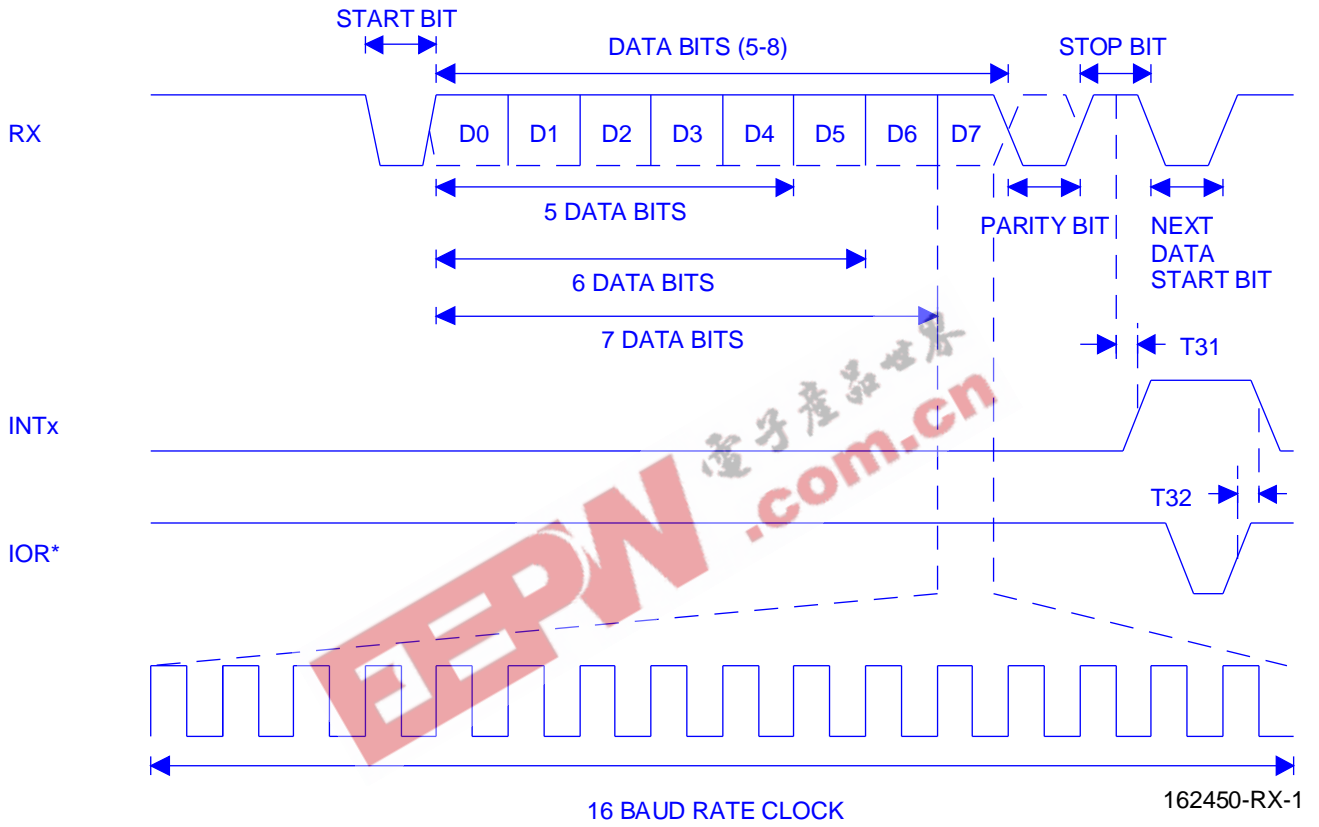 START BIT
DATA BITS (5-8)
STOP BIT
RX
D0 D1 D2 D3 D4 D5 D6 D7
5 DATA BITS
PARITY BIT
NEXT
DATA
START BIT
6 DATA BITS
7 DATA BITS
T31
INTx
電子產品世界
.com.cn
T32
IOR*
EEPW
16 BAUD RATE CLOCK
162450-RX-1